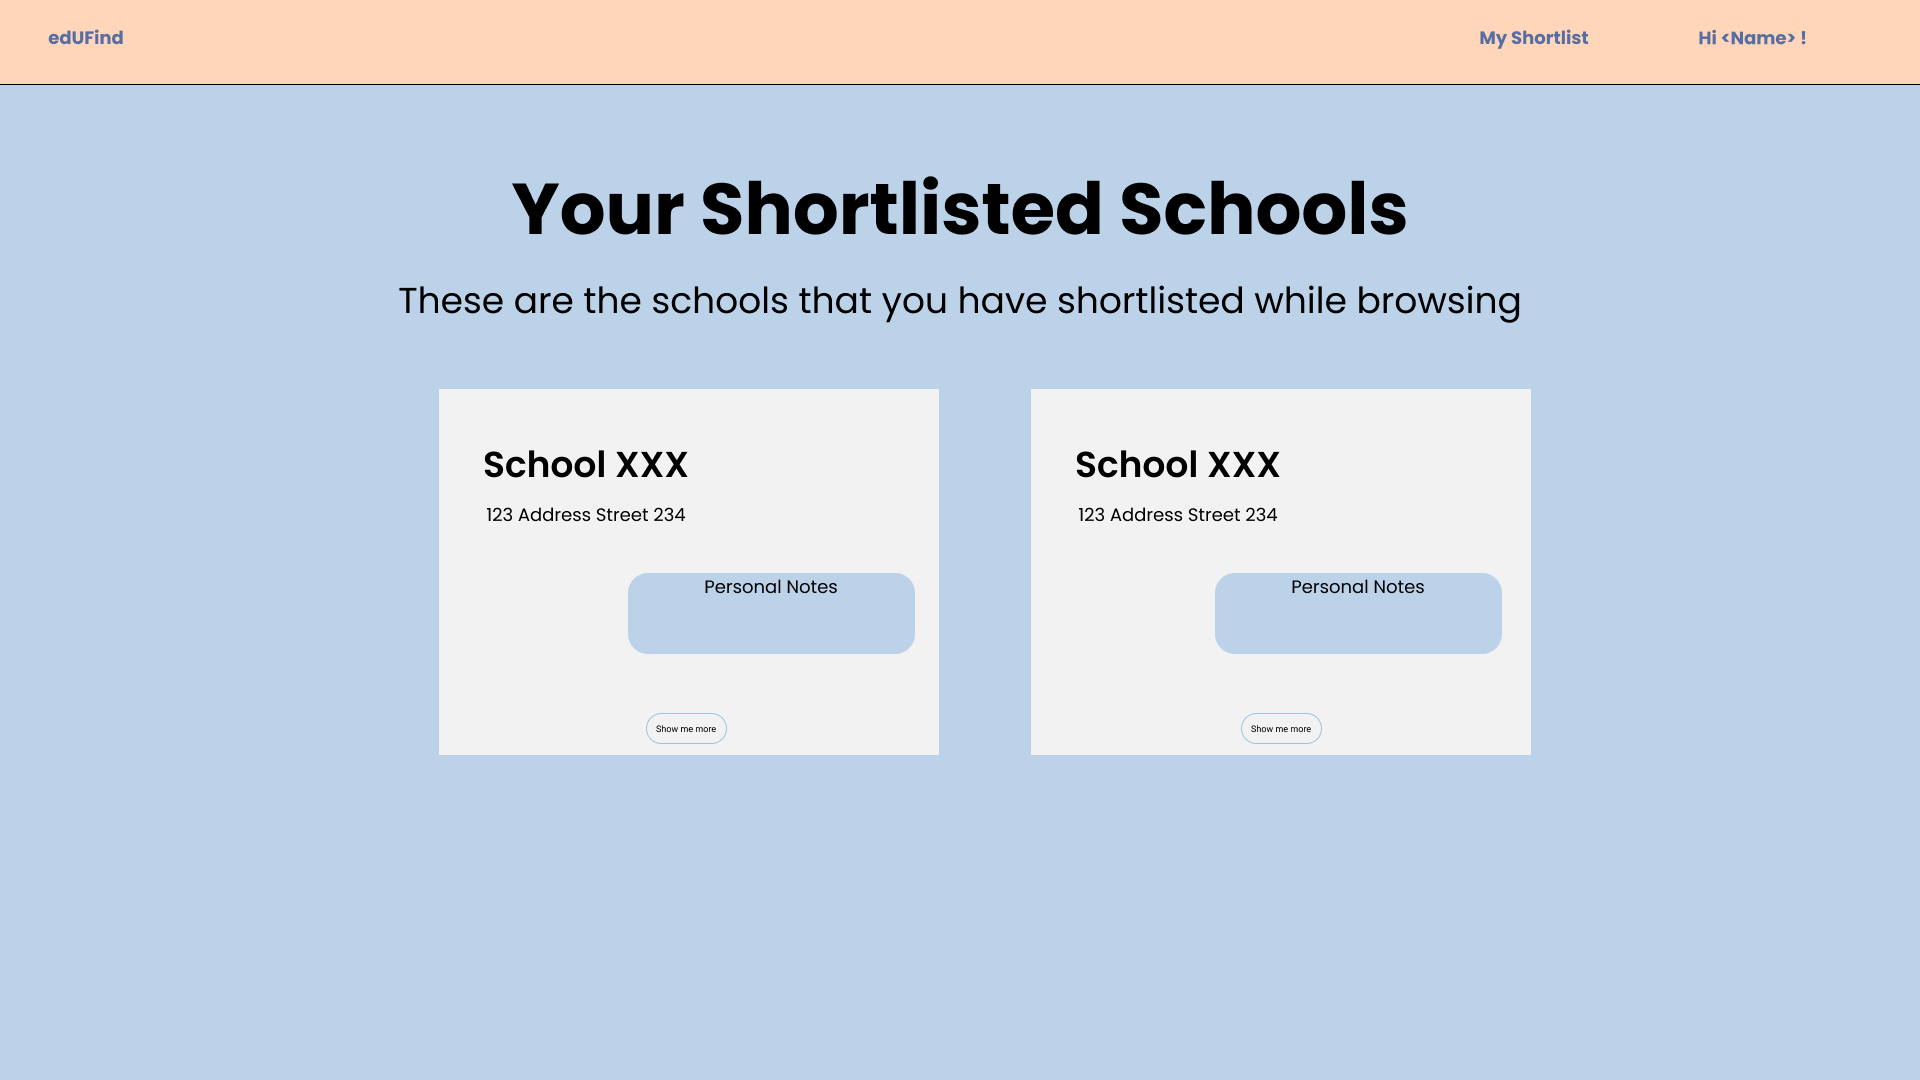 edUFind
My Shortlist
Hi <Name> !
Your Shortlisted Schools
These are the schools that you have shortlisted while browsing
School XXX
123 Address Street 234
Personal Notes
Show me more
School XXX
123 Address Street 234
Personal Notes
Show me more